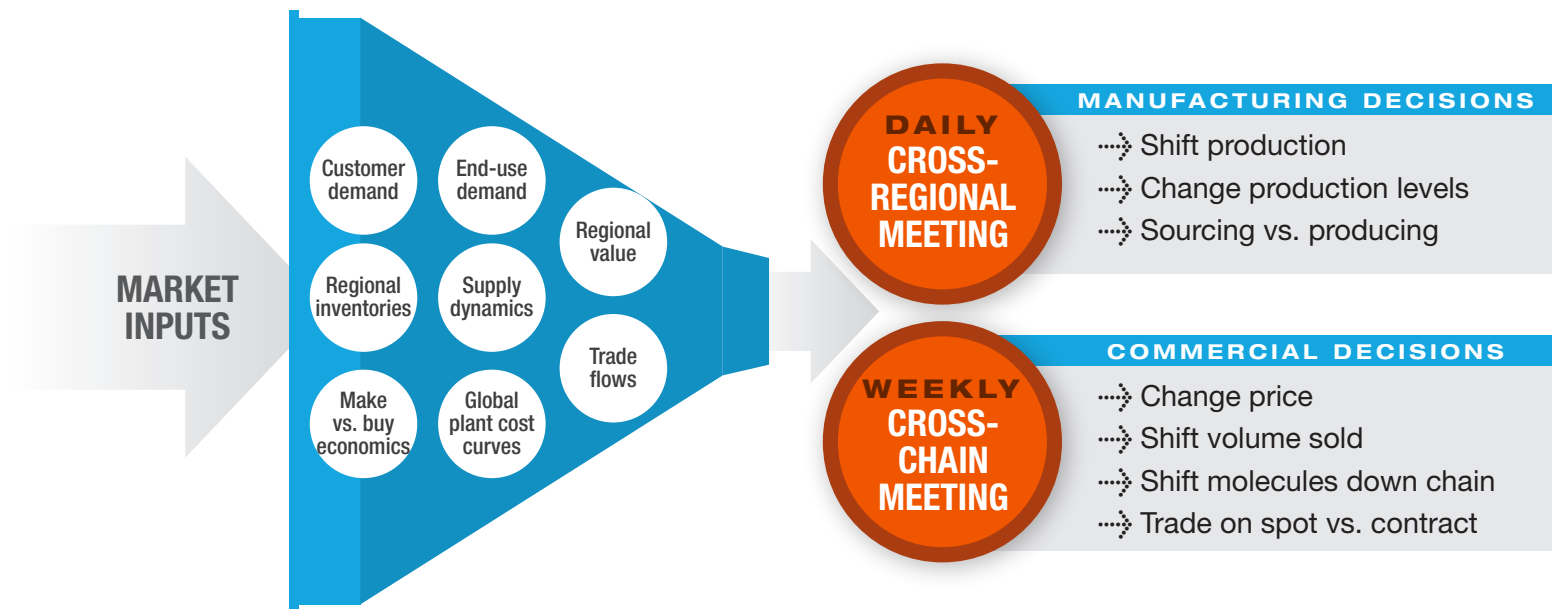 MARKET
INPUTS
Customer
demand
End-use
demand
Regional
value
Regional
inventories
Supply
dynamics
Trade
flows
Make
vs. buy
economics
Global
plant cost
curves
DAILY
CROSS-
REGIONAL
MEETING
MANUFACTURING DECISIONS
Shift production
Change production levels
Sourcing vs. producing
WEEKLY
CROSS-
CHAIN
MEETING
COMMERCIAL DECISIONS
Change price
Shift volume sold
Shift molecules down chain
Trade on spot vs. contract